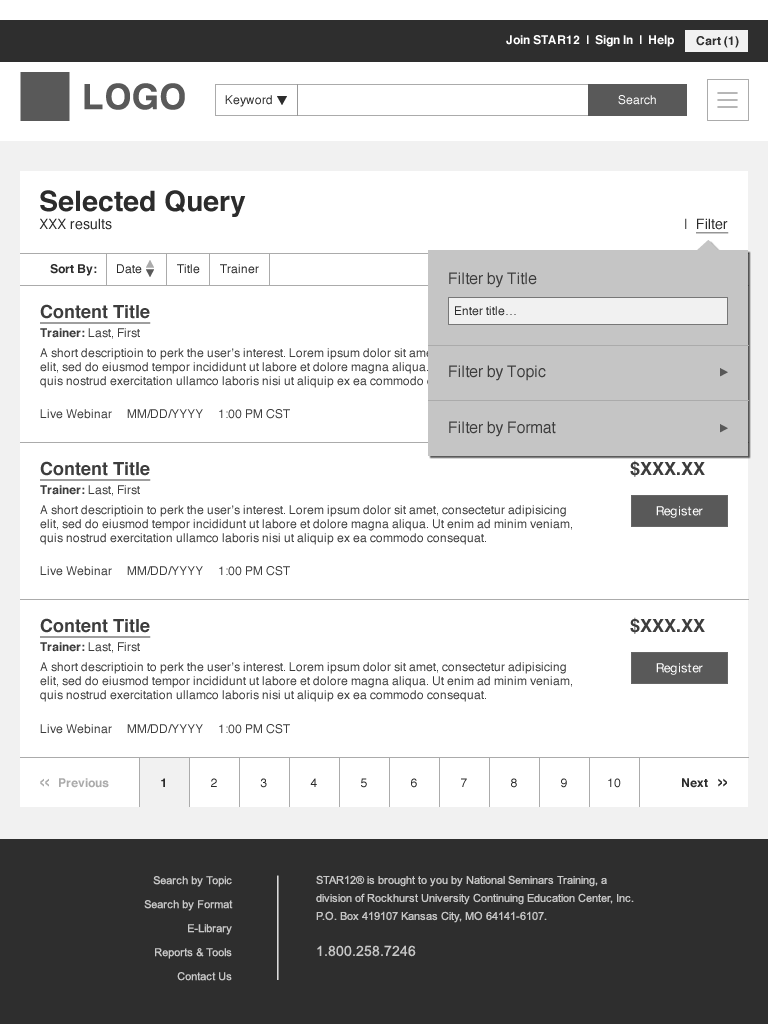 Join STAR12 | Sign In | Help Cart (1)
LOGO Keyword ▼ Search
Selected Query
XXX results | Filter
Sort By: Date Title Trainer
Filter by Title
Enter title...
Filter by Topic ►
Filter by Format ►
Content Title
Trainer: Last, First
A short descriptioin to perk the user's interest. Lorem ipsum dolor sit ame
elit, sed do eiusmod tempor incididunt ut labore et dolore magna aliqua.
quis nostrud exercitation ullamco laboris nisi ut aliquip ex ea commodo
Live Webinar MM/DD/YYYY 1:00 PM CST
Content Title $XXX.XX
Trainer: Last, First
A short descriptioin to perk the user's interest. Lorem ipsum dolor sit amet, consectetur adipisicing
elit, sed do eiusmod tempor incididunt ut labore et dolore magna aliqua. Ut enim ad minim veniam,
quis nostrud exercitation ullamco laboris nisi ut aliquip ex ea commodo consequat.
Register
Live Webinar MM/DD/YYYY 1:00 PM CST
Content Title $XXX.XX
Trainer: Last, First
A short descriptioin to perk the user's interest. Lorem ipsum dolor sit amet, consectetur adipisicing
elit, sed do eiusmod tempor incididunt ut labore et dolore magna aliqua. Ut enim ad minim veniam,
quis nostrud exercitation ullamco laboris nisi ut aliquip ex ea commodo consequat.
Register
Live Webinar MM/DD/YYYY 1:00 PM CST
« Previous 1 2 3 4 5 6 7 8 9 10 Next »
Search by Topic
Search by Format
E-Library
Reports & Tools
Contact Us
STAR12® is brought to you by National Seminars Training, a
division of Rockhurst University Continuing Education Center, Inc.
P.O. Box 419107 Kansas City, MO 64141-6107.
1.800.258.7246